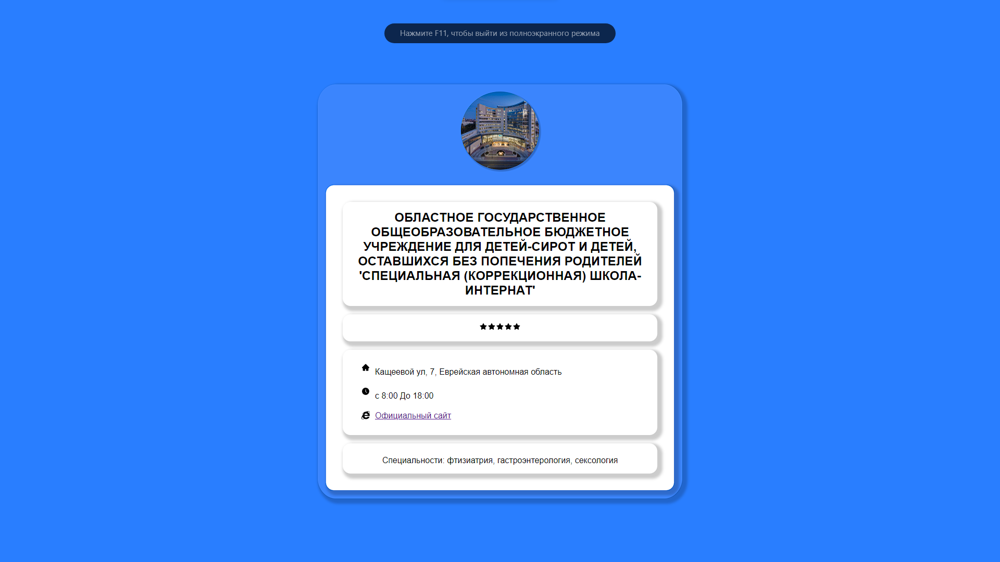 Нажмите F11, чтобы выйти из полноэкранного режима
ОБЛАСТНОЕ ГОСУДАРСТВЕННОЕ
ОБЩЕОБРАЗОВАТЕЛЬНОЕ БЮДЖЕТНОЕ
УЧРЕЖДЕНИЕ ДЛЯ ДЕТЕЙ-СИРОТ И ДЕТЕЙ,
ОСТАВШИХСЯ БЕЗ ПОПЕЧЕНИЯ РОДИТЕЛЕЙ
'СПЕЦИАЛЬНАЯ (КОРРЕКЦИОННАЯ) ШКОЛА-
ИНТЕРНАТ'
Кащеевой ул, 7, Еврейская автономная область
с 8:00 До 18:00
Официальный сайт
Специальности: фтизиатрия, гастроэнтерология, сексология